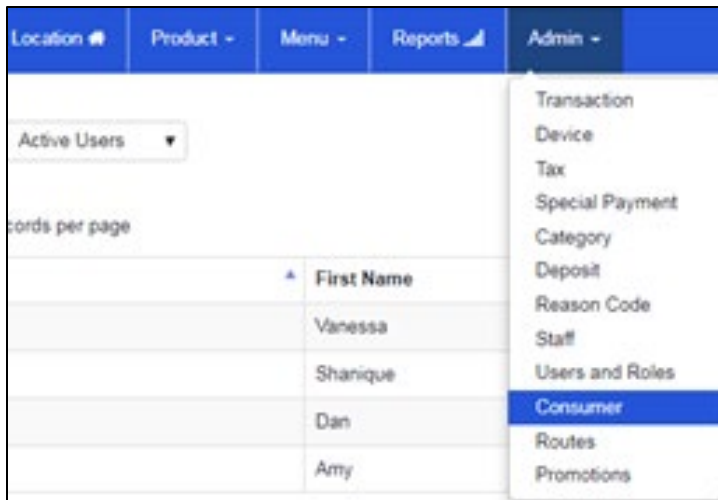 Location
Product
Menu
Reports
Admin
Transaction
Device
Active Users
Tax
Special Payment
cords per page
Category
Deposit
First Name
Reason Code
Vanessa
Staff
Shanique
Users and Roles
Consumer
Dan
Routes
Amy
Promotions